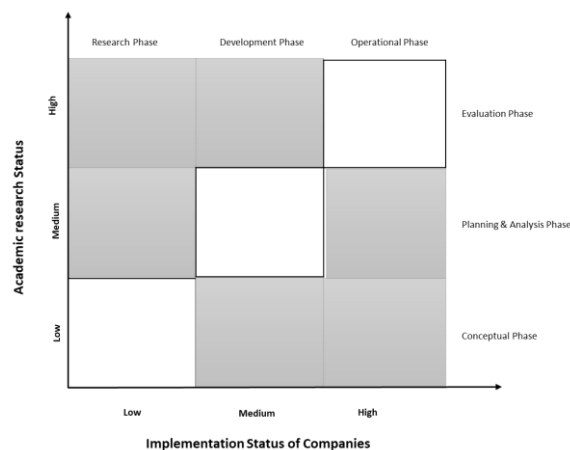 Research Phase
Development Phase
Operational Phase
High
Evaluation Phase
Academic research Status
Medium
Planning & Analysis Phase
Low
Conceptual Phase
Low
Medium
High
Implementation Status of Companies